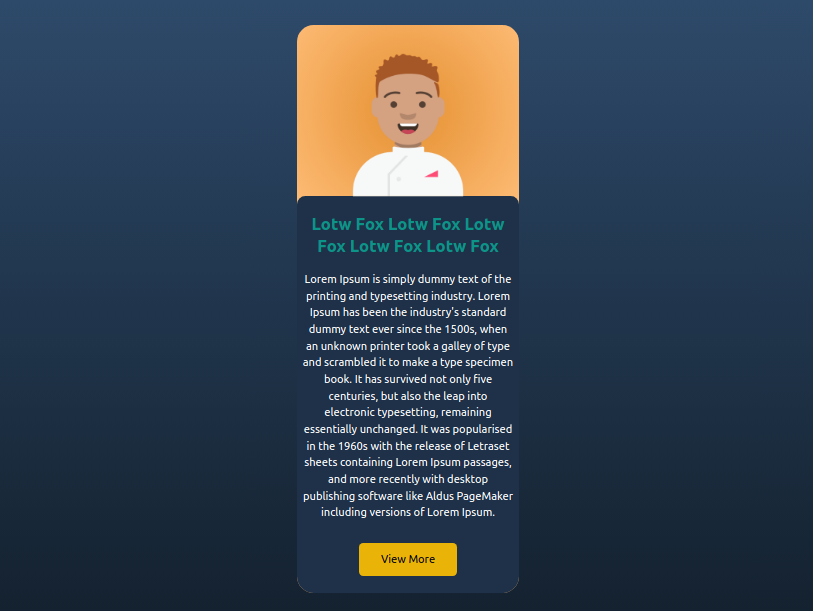 Lotw Fox Lotw Fox Lotw
Fox Lotw Fox Lotw Fox
Lorem Ipsum is simply dummy text of the
printing and typesetting industry. Lorem
Ipsum has been the industry's standard
dummy text ever since the 1500s, when
an unknown printer took a galley of type
and scrambled it to make a type specimen
book. It has survived not only five
centuries, but also the leap into
electronic typesetting, remaining
essentially unchanged. It was popularised
in the 1960s with the release of Letraset
sheets containing Lorem Ipsum passages,
and more recently with desktop
publishing software like Aldus PageMaker
including versions of Lorem Ipsum.
View More